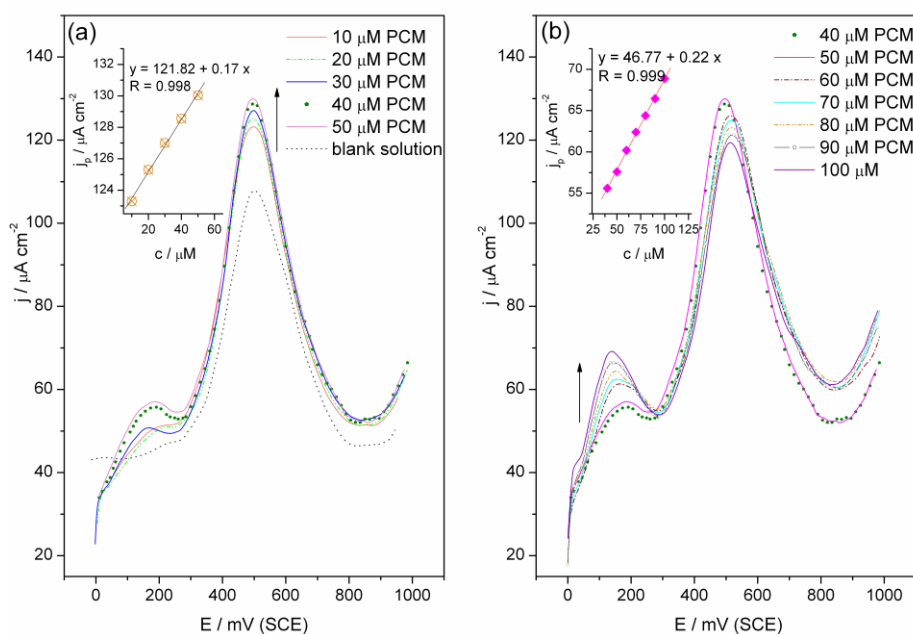 (a)
y = 121.82 + 0.17 x
R = 0.998
132
130
128
126
124
jp / μA cm-2
20 40 60
c / μM
10 μM PCM
20 μM PCM
30 μM PCM
40 μM PCM
50 μM PCM
blank solution
140
120
100
80
60
40
20
j / μA cm-2
0 200 400 600 800 1000
E / mV (SCE)
(b)
y = 46.77 + 0.22 x
R = 0.999
70
65
60
55
jp / μA cm-2
25 50 75 100 125
c / μM
40 μM PCM
50 μM PCM
60 μM PCM
70 μM PCM
80 μM PCM
90 μM PCM
100 μM
140
120
100
80
60
40
20
j / μA cm-2
0 200 400 600 800 1000
E / mV (SCE)